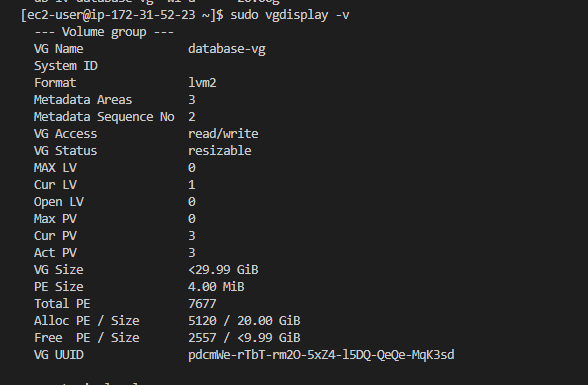 [ec2-user@ip-172-31-52-23 ~]$ sudo vgdisplay -v
--- Volume group ---
VG Name database-vg
System ID
Format lvm2
Metadata Areas 3
Metadata Sequence No 2
VG Access read/write
VG Status resizable
MAX LV 0
Cur LV 1
Open LV 0
Max PV 0
Cur PV 3
Act PV 3
VG Size <29.99 GiB
PE Size 4.00 MiB
Total PE 7677
Alloc PE / Size 5120 / 20.00 GiB
Free PE / Size 2557 / <9.99 GiB
VG UUID pdcmWe-rTbT-rm2O-5xZ4-l5DQ-QeQe-MqK3sd